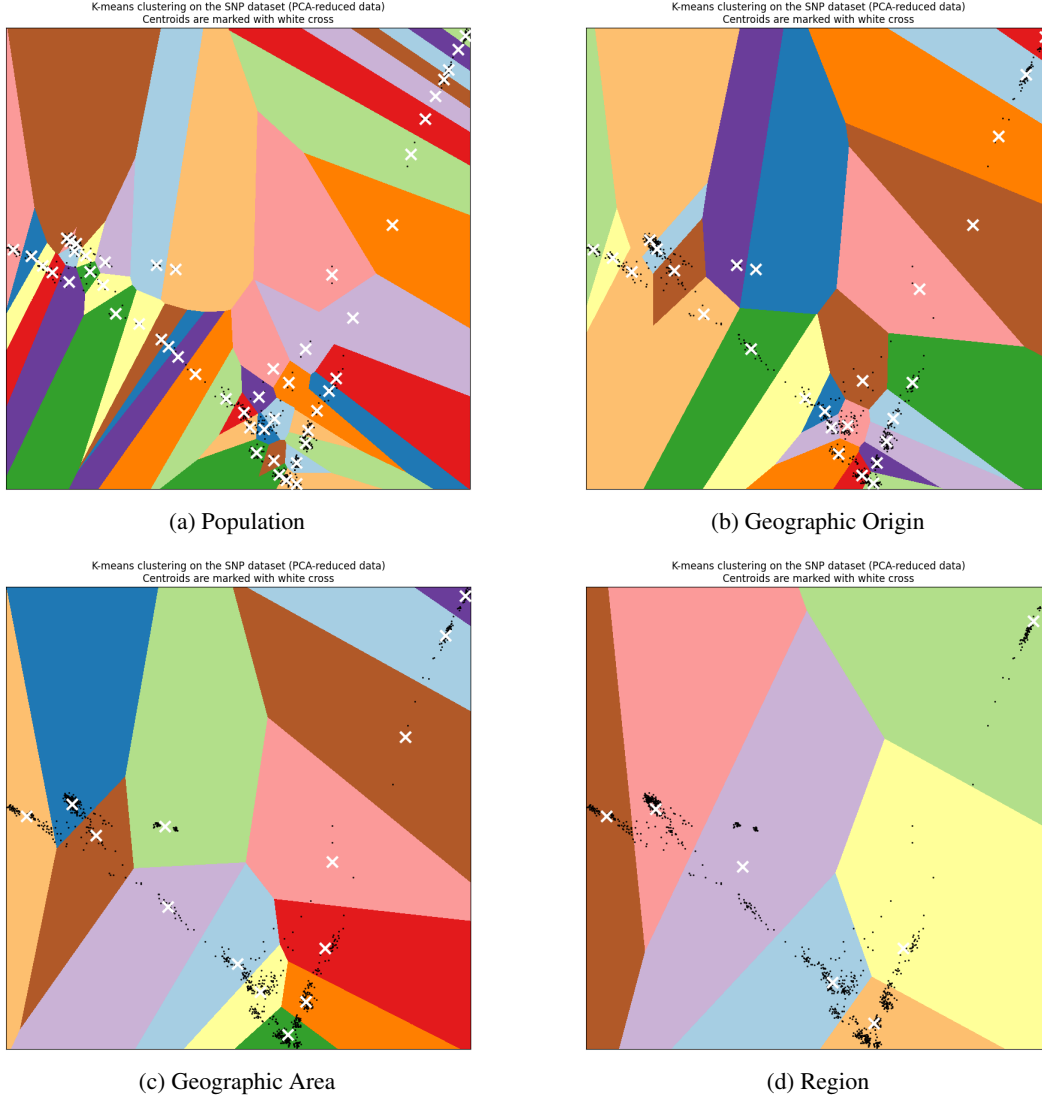 K-means clustering on the SNP dataset (PCA-reduced data)
Centroids are marked with white cross
K-means clustering on the SNP dataset (PCA-reduced data)
Centroids are marked with white cross
(a) Population
(b) Geographic Origin
K-means clustering on the SNP dataset (PCA-reduced data)
Centroids are marked with white cross
K-means clustering on the SNP dataset (PCA-reduced data)
Centroids are marked with white cross
(c) Geographic Area
(d) Region